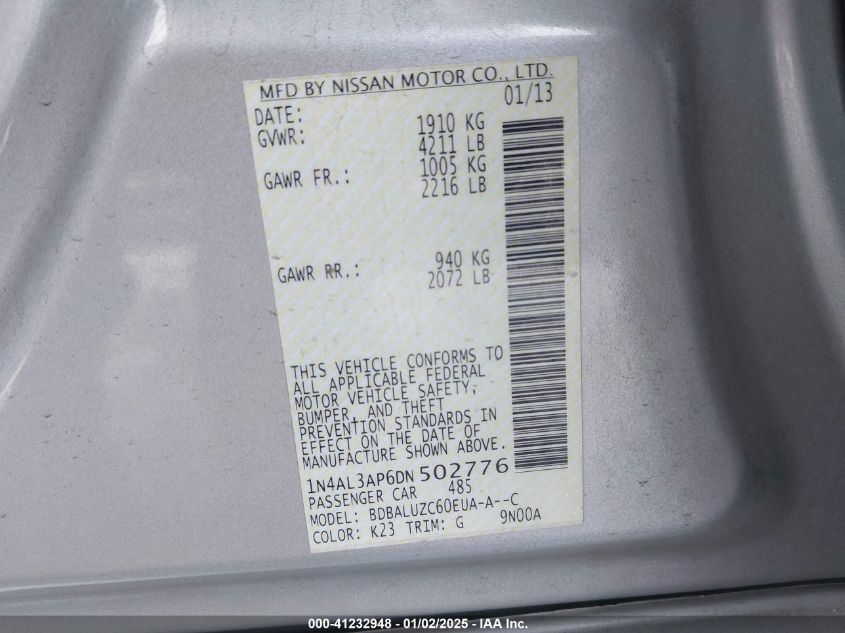 MFD BY NISSAN MOTOR CO., LTD.
DATE: 01/13
GVWR: 1910 KG
4211 LB
GAWR FR.: 1005 KG
2216 LB
GAWR RR.: 940 KG
2072 LB
THIS VEHICLE CONFORMS TO
ALL APPLICABLE FEDERAL
MOTOR VEHICLE SAFETY,
BUMPER, AND THEFT
PREVENTION STANDARDS IN
EFFECT ON THE DATE OF
MANUFACTURE SHOWN ABOVE.
1N4AL3AP6DN502776
PASSENGER CAR 485
MODEL: BDBALUZC60EUA-A--C
COLOR: K23 TRIM: G 9N00A
000-41232948 - 01/02/2025 - IAA Inc.